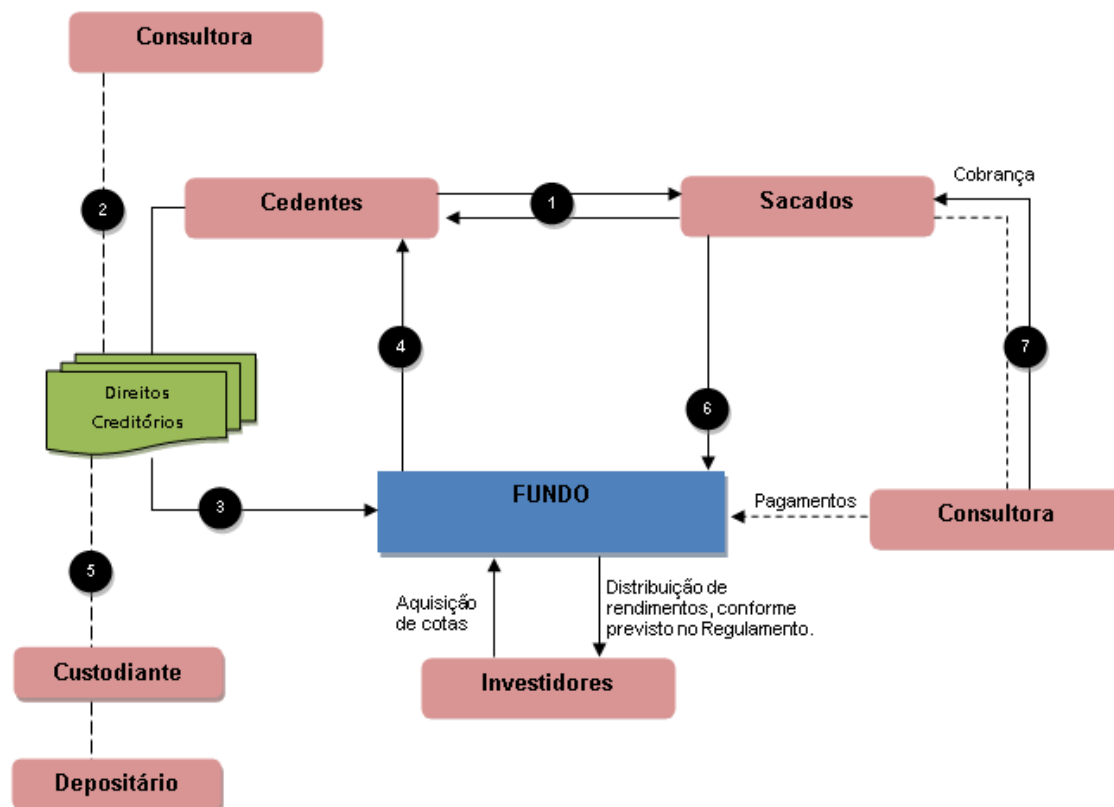 Consultora
2
Cedentes
1
Sacados
Cobrança
Direitos
Creditórios
4
6
7
3
FUNDO
Pagamentos
Consultora
5
Aquisição
de cotas
Distribuição de
rendimentos, conforme
previsto no Regulamento.
Custodiante
Investidores
Depositário